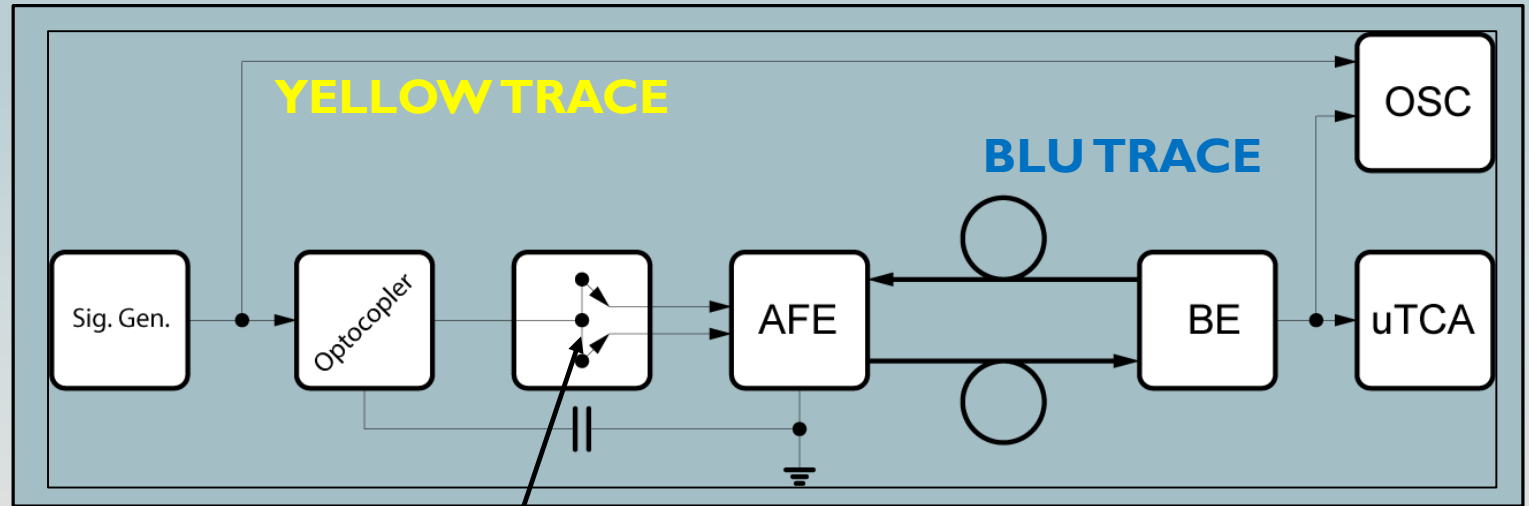 YELLOW TRACE
OSC
BLU TRACE
Sig. Gen.
Optocopler
AFE
BE
uTCA